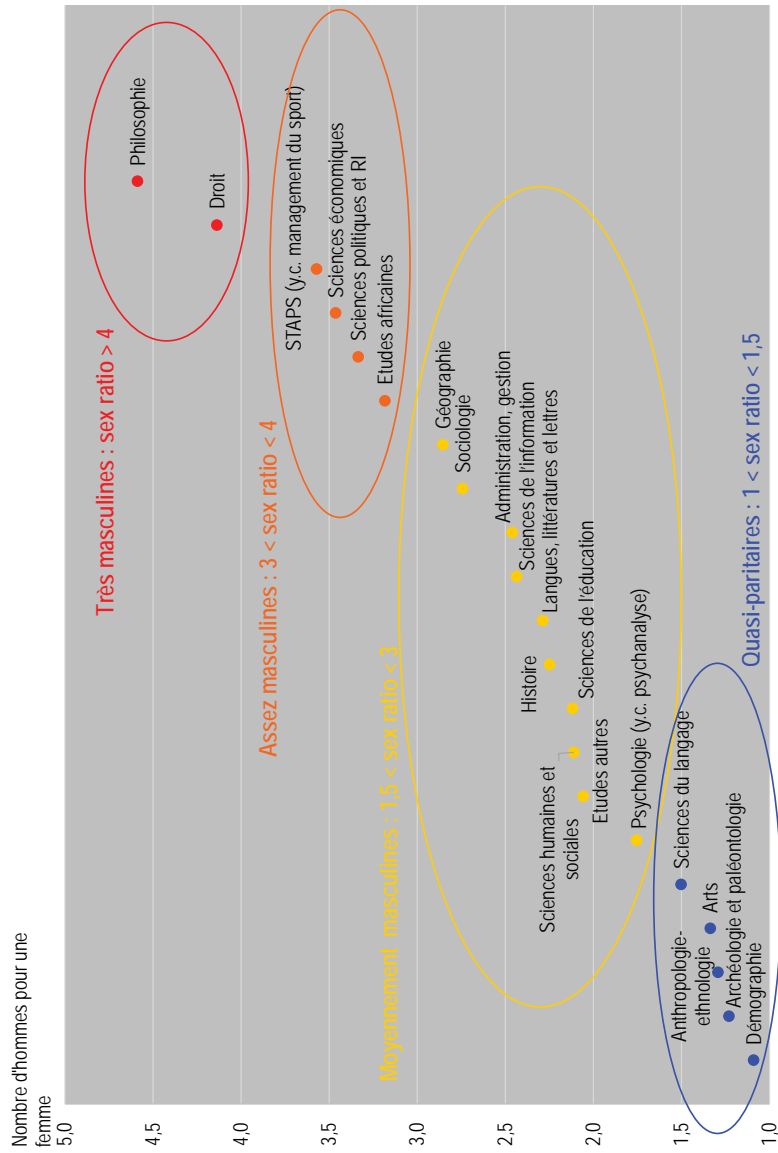 Nombre d'hommes pour une
femme
5,0
4,5
4,0
3,5
3,0
2,5
2,0
1,5
1,0
Très masculines : sex ratio > 4
Philosophie
Droit
Assez masculines : 3 < sex ratio < 4
STAPS (y.c. management du sport)
Sciences économiques
Sciences politiques et RI
Etudes africaines
Moyennement masculines : 1,5 < sex ratio < 3
Géographie
Sociologie
Administration, gestion
Sciences de l'information
Langues, littératures et lettres
Histoire
Sciences de l'éducation
Sciences humaines et
sociales
Etudes autres
Psychologie (y.c. psychanalyse)
Quasi-paritaires : 1 < sex ratio < 1,5
Sciences du langage
Arts
Anthropologie-
ethnologie
Archéologie et paléontologie
Démographie